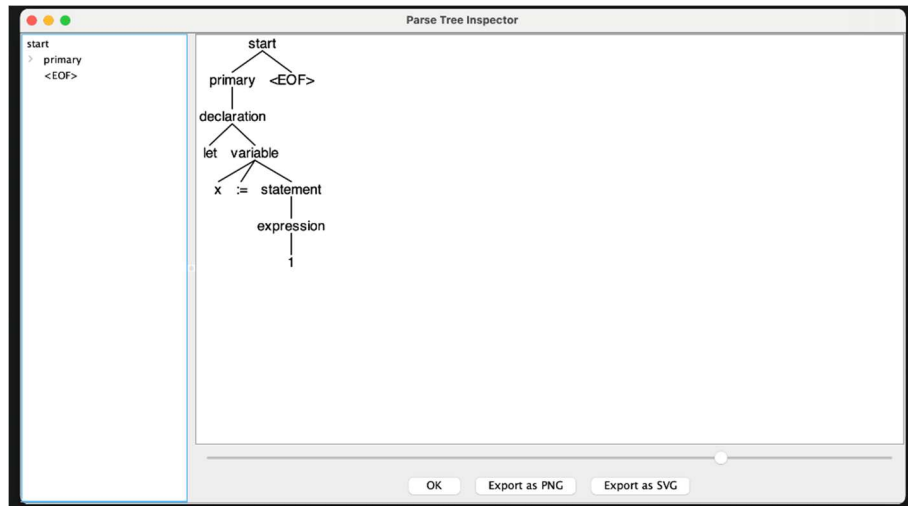 Parse Tree Inspector
start
primary
<EOF>
start
primary <EOF>
declaration
let variable
x := statement
expression
1
OK Export as PNG Export as SVG